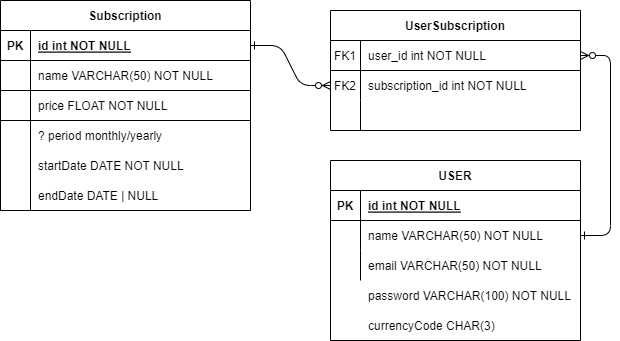 Subscription
PK id int NOT NULL
name VARCHAR(50) NOT NULL
price FLOAT NOT NULL
? period monthly/yearly
startDate DATE NOT NULL
endDate DATE | NULL
UserSubscription
FK1 user_id int NOT NULL
FK2 subscription_id int NOT NULL
USER
PK id int NOT NULL
name VARCHAR(50) NOT NULL
email VARCHAR(50) NOT NULL
password VARCHAR(100) NOT NULL
currencyCode CHAR(3)